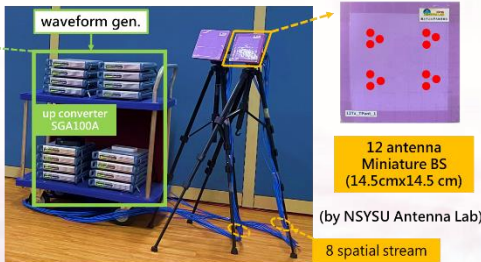 waveform gen.
up converter
SGA100A
12 antenna
Miniature BS
(14.5cmx14.5 cm)
(by NSYSU Antenna Lab)
8 spatial stream